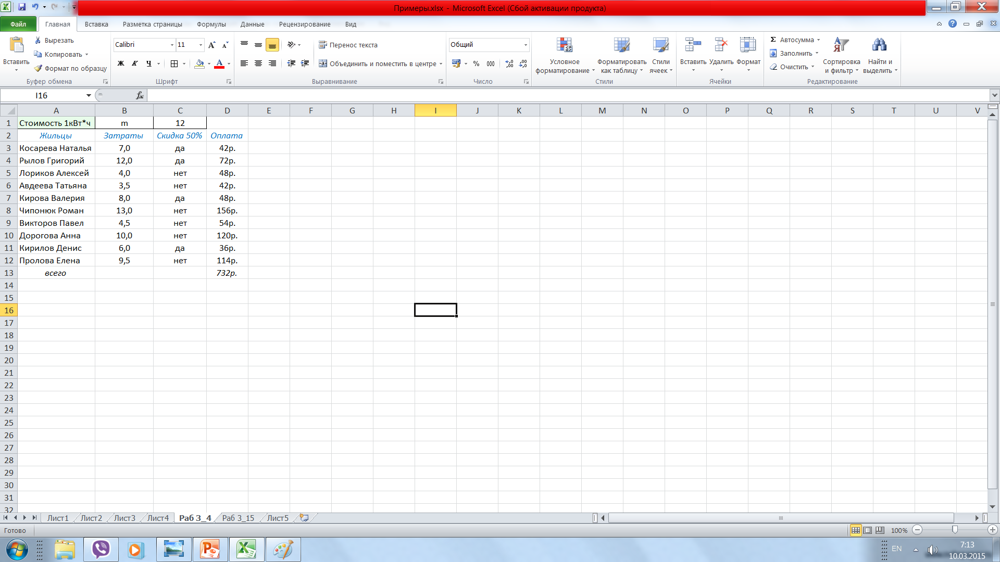 Примеры.xlsx - Microsoft Excel (Сбой активации продукта)
Файл Главная Вставка Разметка страницы Формулы Данные Рецензирование Вид
Вставить
Вырезать
Копировать
Формат по образцу
Буфер обмена
Calibri 11
Ж К Ч
Шрифт
Перенос текста
Объединить и поместить в центре
Выравнивание
Общий
% 000
Число
Условное форматирование
Форматировать как таблицу
Стили ячеек
Стили
Вставить Удалить Формат
Ячейки
Σ Автосумма
Заполнить
Очистить
Сортировка и фильтр
Найти и выделить
Редактирование
I16 fx
A B C D E F G H I J K L M N O P Q R S T U V
1 Стоимость 1кВт*ч m 12
2 Жильцы Затраты Скидка 50% Оплата
3 Косарева Наталья 7,0 да 42р.
4 Рылов Григорий 12,0 да 72р.
5 Лориков Алексей 4,0 нет 48р.
6 Авдеева Татьяна 3,5 нет 42р.
7 Кирова Валерия 8,0 да 48р.
8 Чипонюк Роман 13,0 нет 156р.
9 Викторов Павел 4,5 нет 54р.
10 Дорогова Анна 10,0 нет 120р.
11 Кирилов Денис 6,0 да 36р.
12 Пролова Елена 9,5 нет 114р.
13 всего 732р.
14
15
16
17
18
19
20
21
22
23
24
25
26
27
28
29
30
31
32
Лист1 Лист2 Лист3 Лист4 Раб 3_4 Раб 3_15 Лист5
Готово 100%
EN 7:13
10.03.2015